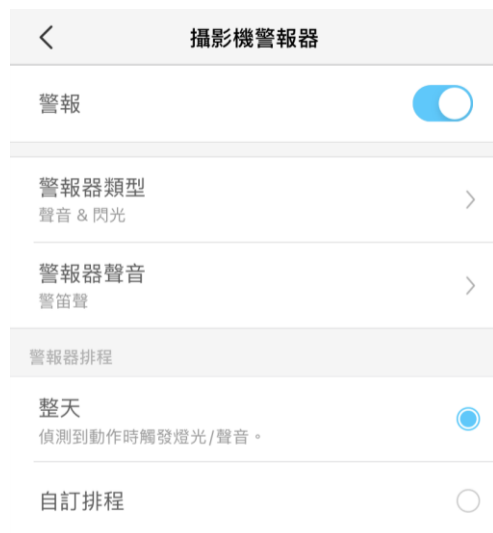 攝影機警報器
警報
警報器類型
聲音 & 閃光
警報器聲音
警笛聲
警報器排程
整天
偵測到動作時觸發燈光/聲音。
自訂排程